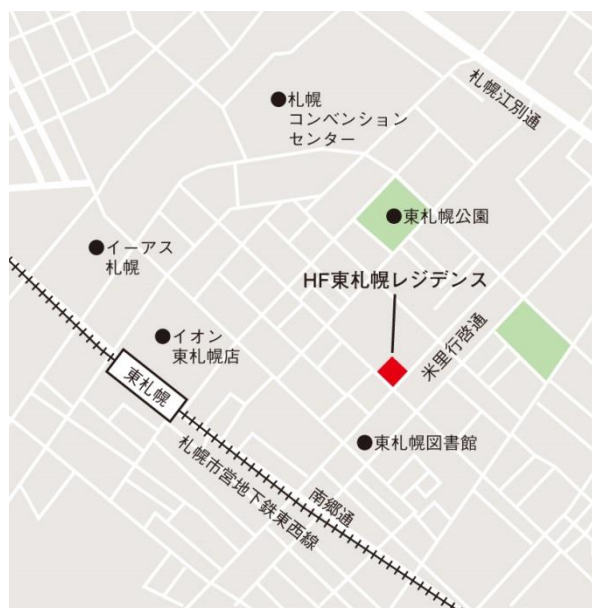 札幌江別通
札幌
コンベンション
センター
東札幌公園
イーアス
札幌
HF東札幌レジデンス
米里行啓通
イオン
東札幌店
東札幌
東札幌図書館
南郷通
札幌市営地下鉄東西線